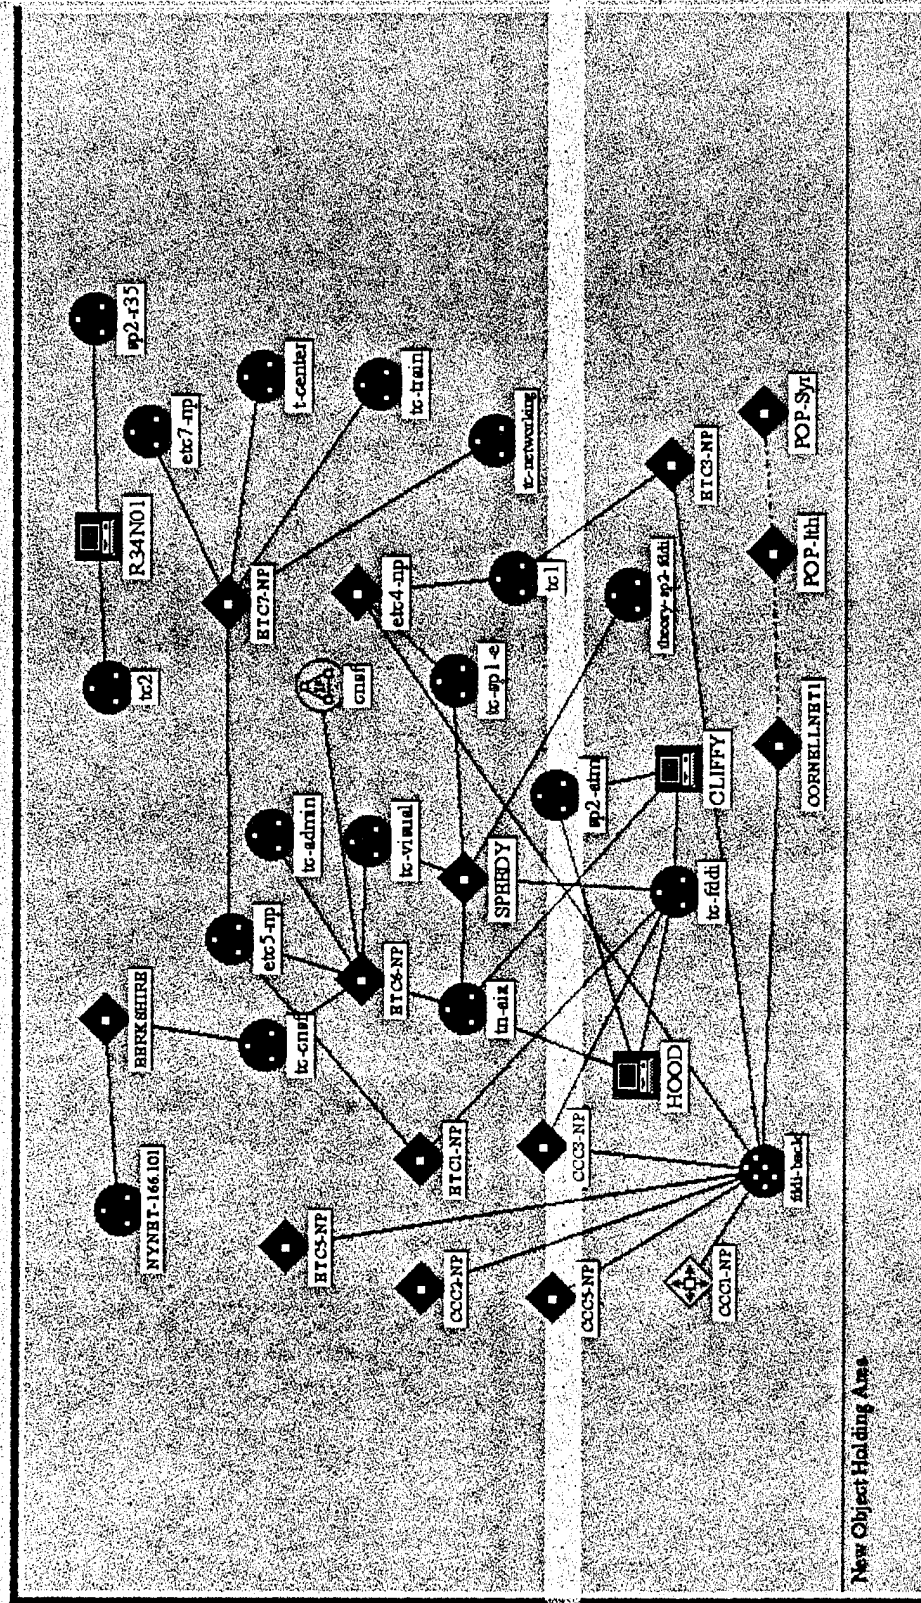 NYNET-166.101
BERKSHIRE
tc2
R34N01
sp2-r35
etc7-np
tc-cnsf
etc5-np
tc-admin
ETC7-NP
t-center
ETC5-NP
ETC6-NP
tc-visual
cnsf
etc4-np
tc-train
CCC2-NP
ETC1-NP
tn-aix
SPEEDY
tc-sp1-e
tc1
tc-networking
CCC5-NP
CCC3-NP
sp2-atm
HOOD
tc-fddi
CLIFFY
theory-sp2-fddi
ETC3-NP
CCC1-NP
fddi-back
CORNELLNET1
POP-Ith
POP-Syr
New Object Holding Area